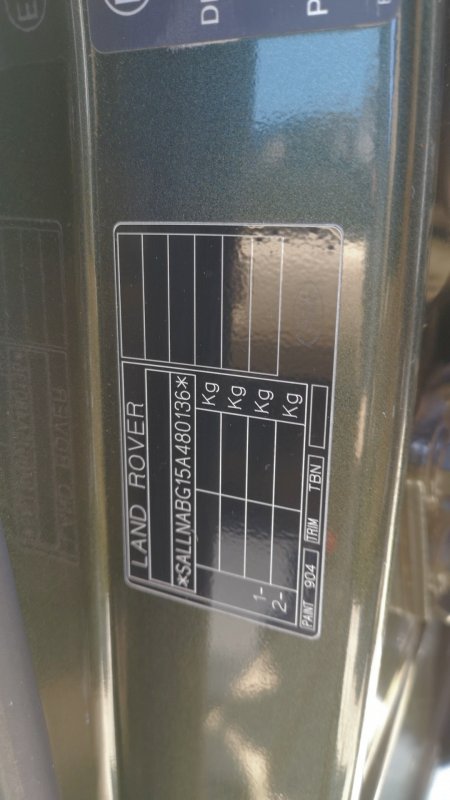 LAND ROVER
*SALLNABG15A480136*
Kg
Kg
1- Kg
2- Kg
PAINT 904 TRIM TBN